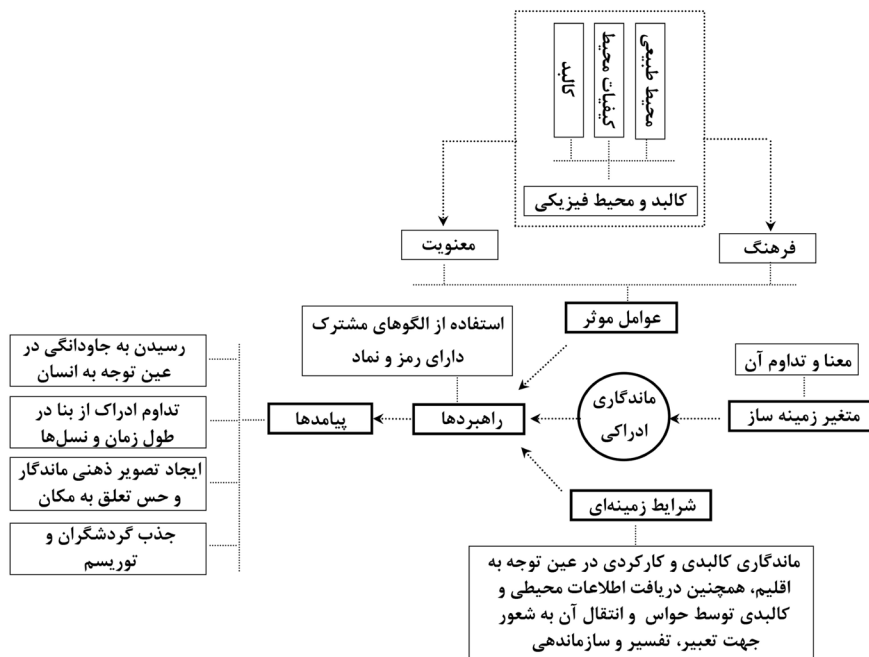 محیط طبیعی
کیفیات محیط
کالبد
کالبد و محیط فیزیکی
فرهنگ
معنویت
عوامل موثر
استفاده از الگوهای مشترک
دارای رمز و نماد
معنا و تداوم آن
متغیر زمینه ساز
ماندگاری
ادراکی
راهبردها
پیامدها
رسیدن به جاودانگی در
عین توجه به انسان
تداوم ادراک از بنا در
طول زمان و نسل‌ها
ایجاد تصویر ذهنی ماندگار
و حس تعلق به مکان
جذب گردشگران و
توریسم
شرایط زمینه‌ای
ماندگاری کالبدی و کارکردی در عین توجه به
اقلیم، همچنین دریافت اطلاعات محیطی و
کالبدی توسط حواس و انتقال آن به شعور
جهت تعبیر، تفسیر و سازماندهی